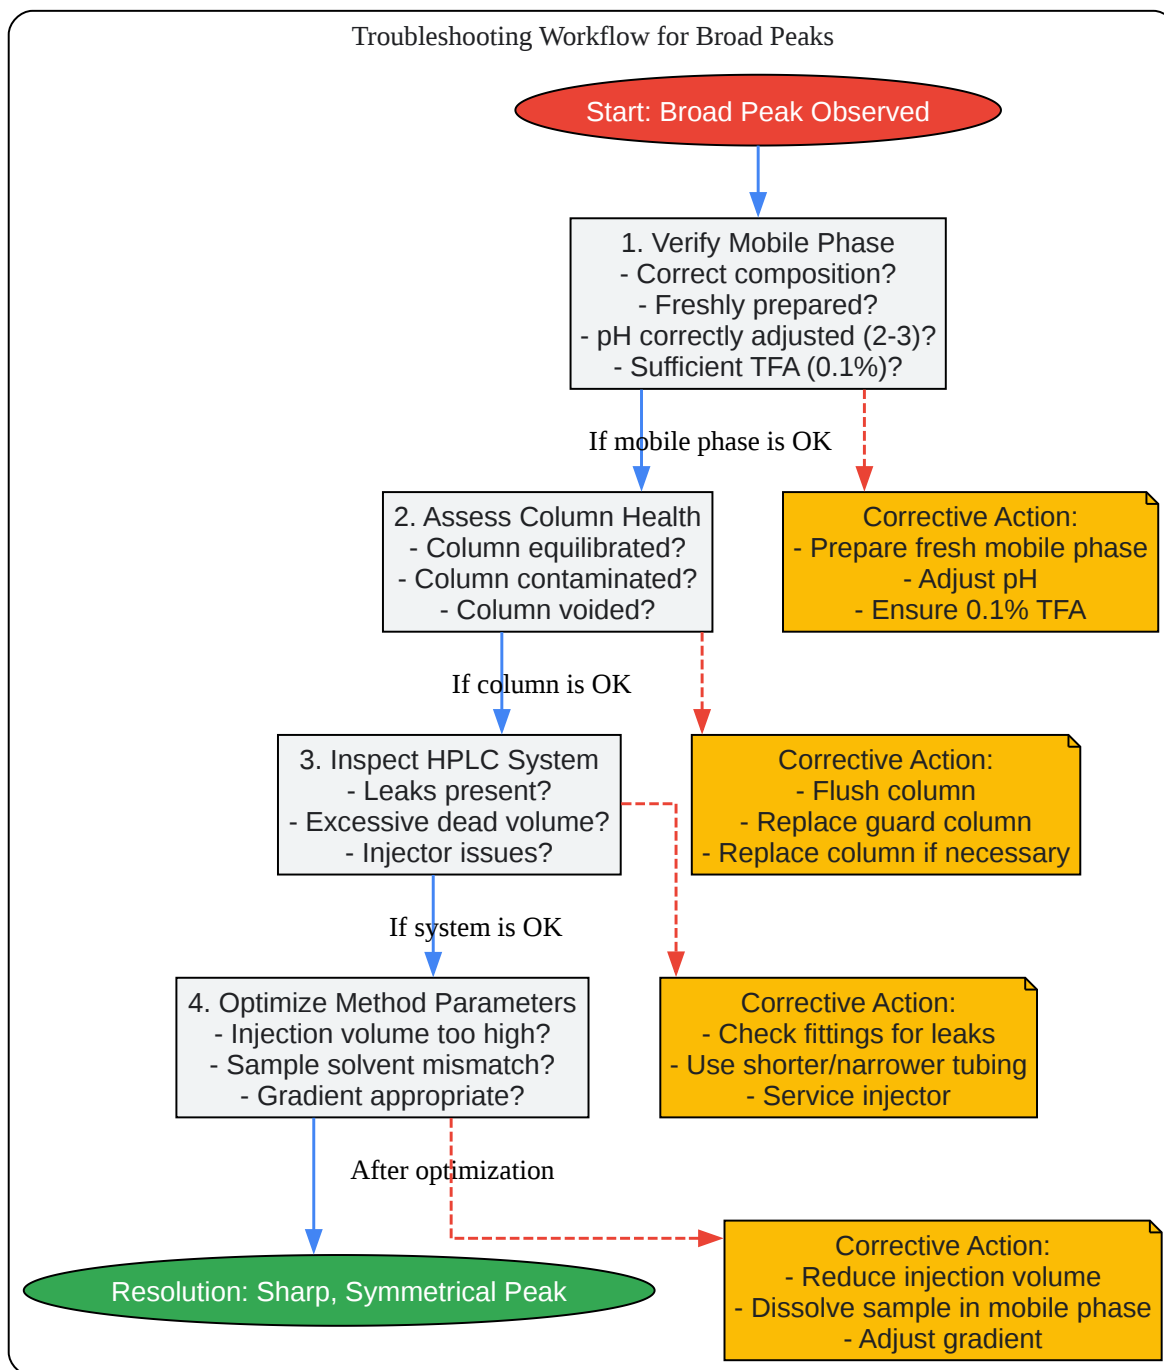 Troubleshooting Workflow for Broad Peaks
Start: Broad Peak Observed
1. Verify Mobile Phase
- Correct composition?
- Freshly prepared?
- pH correctly adjusted (2-3)?
- Sufficient TFA (0.1%)?
If mobile phase is OK
2. Assess Column Health
- Column equilibrated?
- Column contaminated?
- Column voided?
Corrective Action:
- Prepare fresh mobile phase
- Adjust pH
- Ensure 0.1% TFA
If column is OK
3. Inspect HPLC System
- Leaks present?
- Excessive dead volume?
- Injector issues?
Corrective Action:
- Flush column
- Replace guard column
- Replace column if necessary
If system is OK
4. Optimize Method Parameters
- Injection volume too high?
- Sample solvent mismatch?
- Gradient appropriate?
Corrective Action:
- Check fittings for leaks
- Use shorter/narrower tubing
- Service injector
After optimization
Resolution: Sharp, Symmetrical Peak
Corrective Action:
- Reduce injection volume
- Dissolve sample in mobile phase
- Adjust gradient